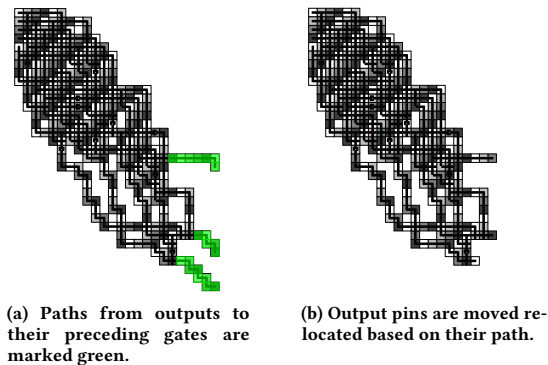 (a) Paths from outputs to
their preceding gates are
marked green.
(b) Output pins are moved re-
located based on their path.